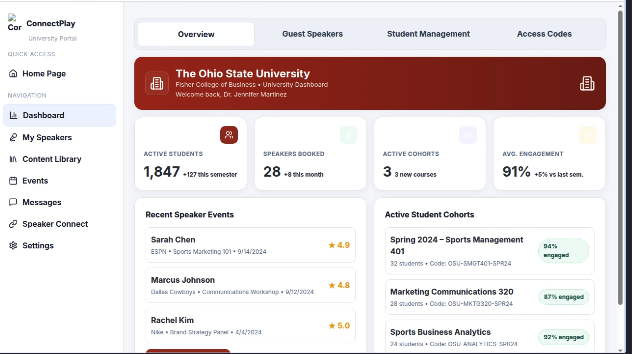 Cor
ConnectPlay
University Portal
QUICK ACCESS
Home Page
NAVIGATION
Dashboard
My Speakers
Content Library
Events
Messages
Speaker Connect
Settings
Overview
Guest Speakers
Student Management
Access Codes
The Ohio State University
Fisher College of Business • University Dashboard
Welcome back, Dr. Jennifer Martinez
ACTIVE STUDENTS
1,847 +127 this semester
SPEAKERS BOOKED
28 +8 this month
ACTIVE COHORTS
3 3 new courses
AVG. ENGAGEMENT
91% +5% vs last sem.
Recent Speaker Events
Sarah Chen
ESPN • Sports Marketing 101 • 9/14/2024
★ 4.9
Marcus Johnson
Dallas Cowboys • Communications Workshop • 9/12/2024
★ 4.8
Rachel Kim
Nike • Brand Strategy Panel • 4/4/2024
★ 5.0
Active Student Cohorts
Spring 2024 – Sports Management
401
32 students • Code: OSU-SMGT401-SPR24
94%
engaged
Marketing Communications 320
28 students • Code: OSU-MKTG320-SPR24
87% engaged
Sports Business Analytics
24 students • Code: OSU-ANALYTICS-SPR24
92% engaged